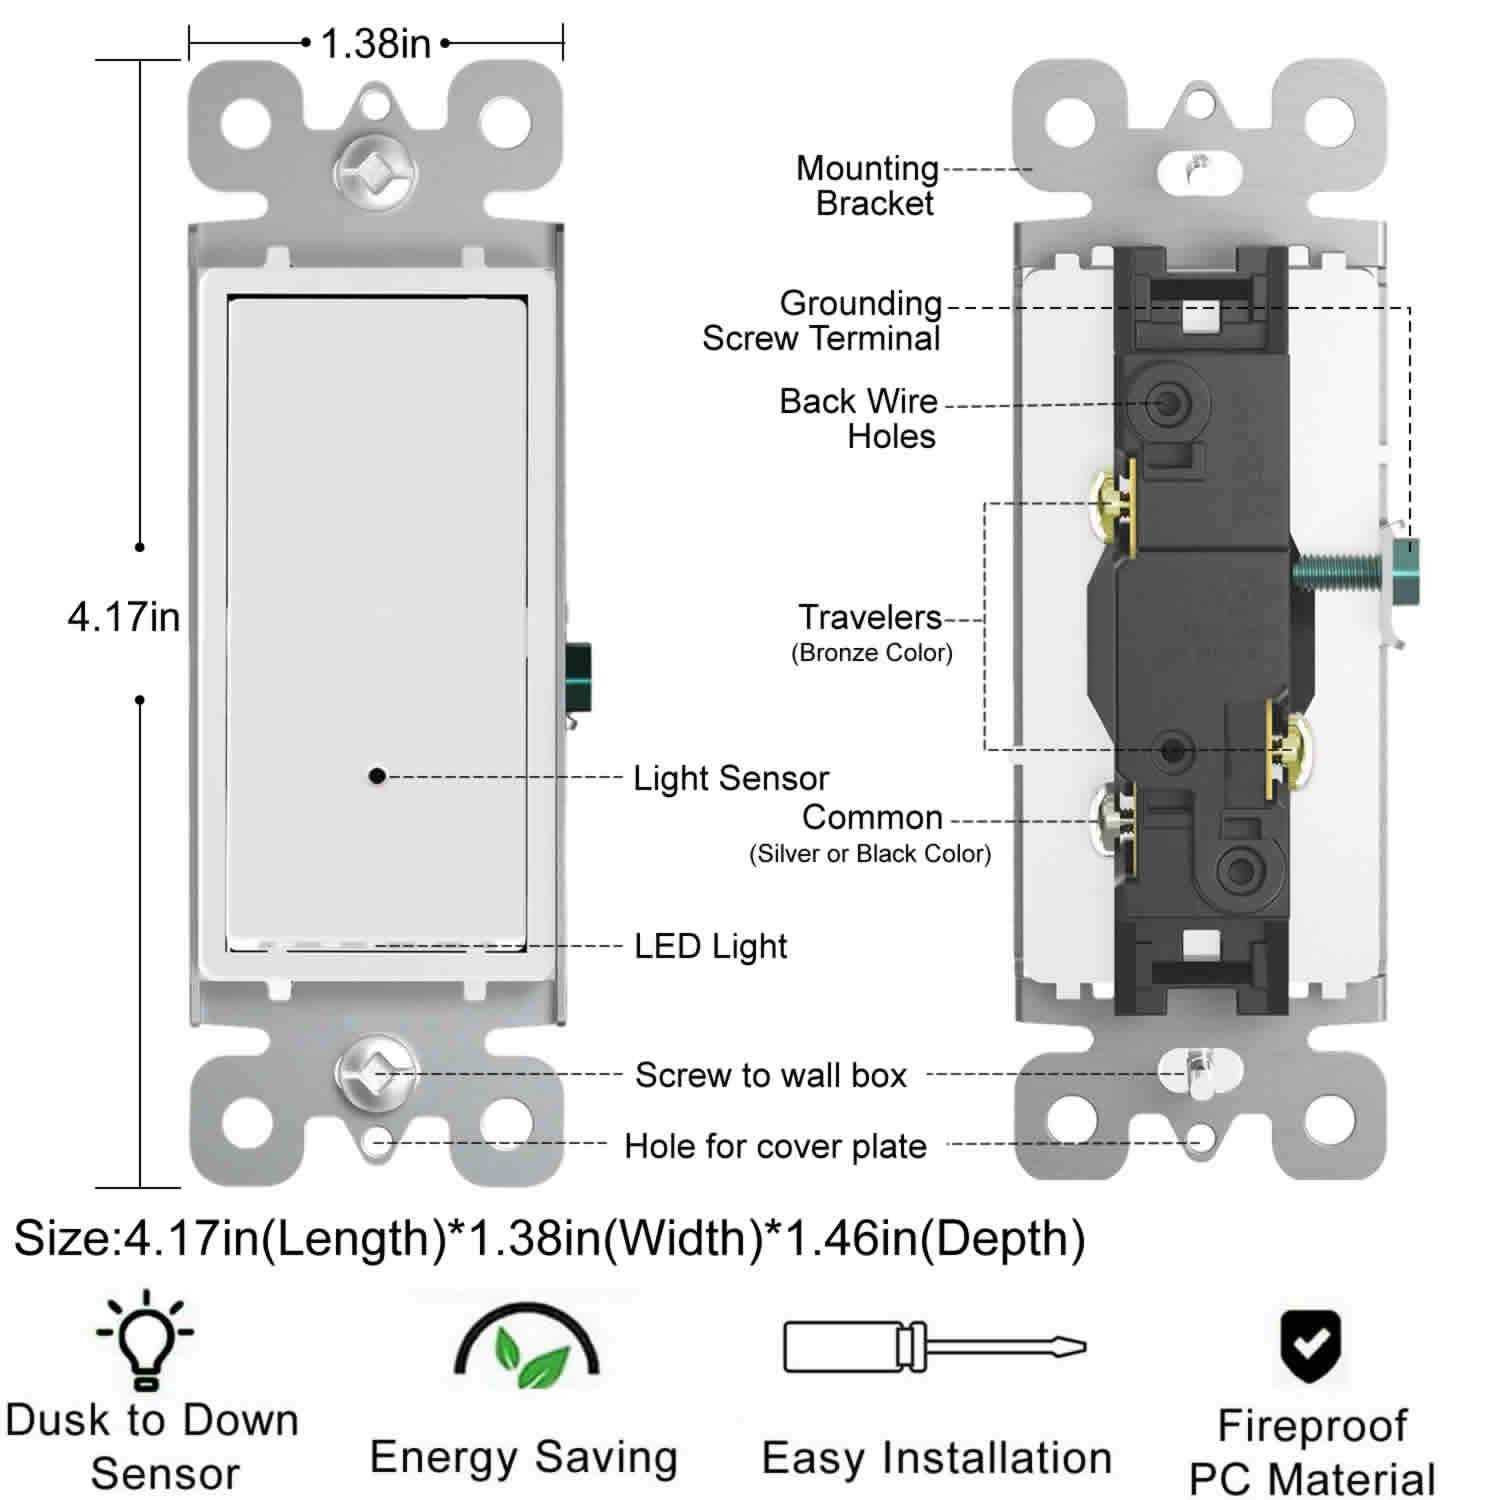 1.38in
4.17in
Mounting
Bracket
Grounding
Screw Terminal
Back Wire
Holes
Travelers
(Bronze Color)
Light Sensor
Common
(Silver or Black Color)
LED Light
Screw to wall box
Hole for cover plate
Size:4.17in(Length)*1.38in(Width)*1.46in(Depth)
Dusk to Down
Sensor
Energy Saving
Easy Installation
Fireproof
PC Material